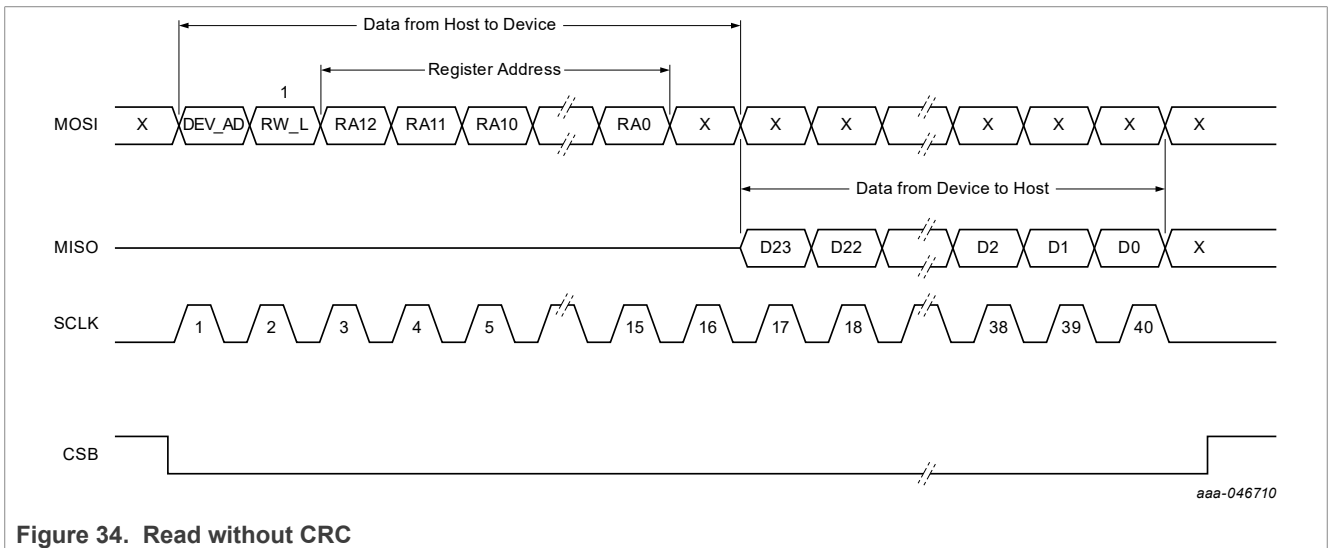 Data from Host to Device
Register Address
1
MOSI X DEV_AD RW_L RA12 RA11 RA10 RA0 X X X X X X X
Data from Device to Host
MISO D23 D22 D2 D1 D0 X
SCLK 1 2 3 4 5 15 16 17 18 38 39 40
CSB
aaa-046710
Figure 34. Read without CRC